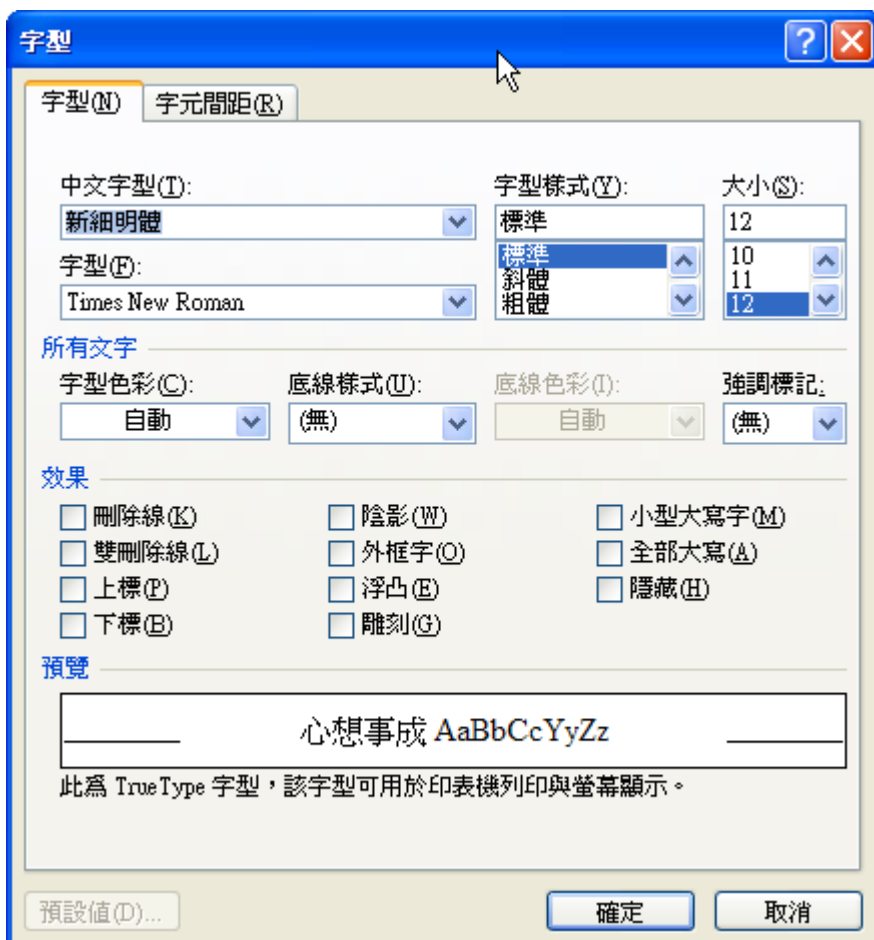 字型
字型(N) 字元間距(R)
中文字型(T): 字型樣式(Y): 大小(S):
新細明體 標準 12
字型(F): 標準 10
斜體 11
Times New Roman 粗體 12
所有文字
字型色彩(C): 底線樣式(U): 底線色彩(I): 強調標記:
自動 (無) 自動 (無)
效果
刪除線(K) 陰影(W) 小型大寫字(M)
雙刪除線(L) 外框字(O) 全部大寫(A)
上標(P) 浮凸(E) 隱藏(H)
下標(B) 雕刻(G)
預覽
心想事成 AaBbCcYyZz
此為 TrueType 字型，該字型可用於印表機列印與螢幕顯示。
預設值(D)... 確定 取消